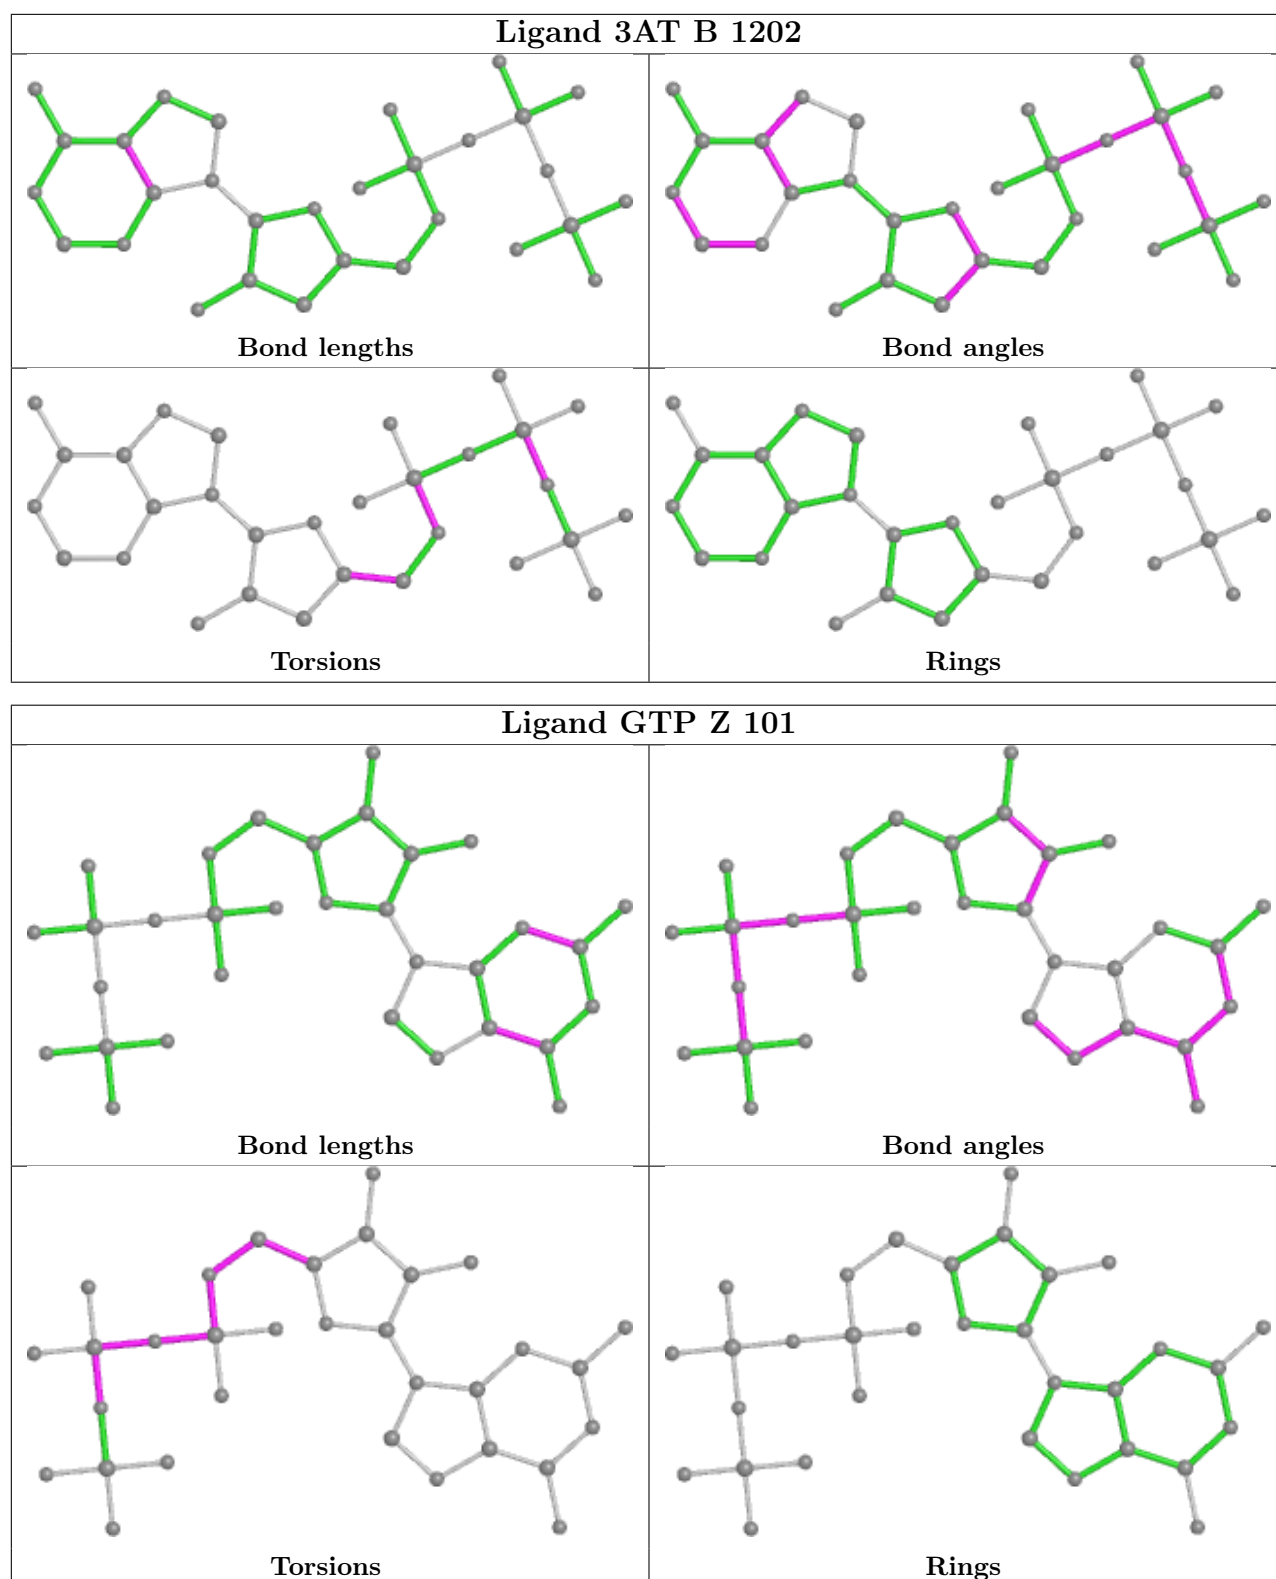 Ligand 3AT B 1202
Bond lengths
Bond angles
Torsions
Rings
Ligand GTP Z 101
Bond lengths
Bond angles
Torsions
Rings